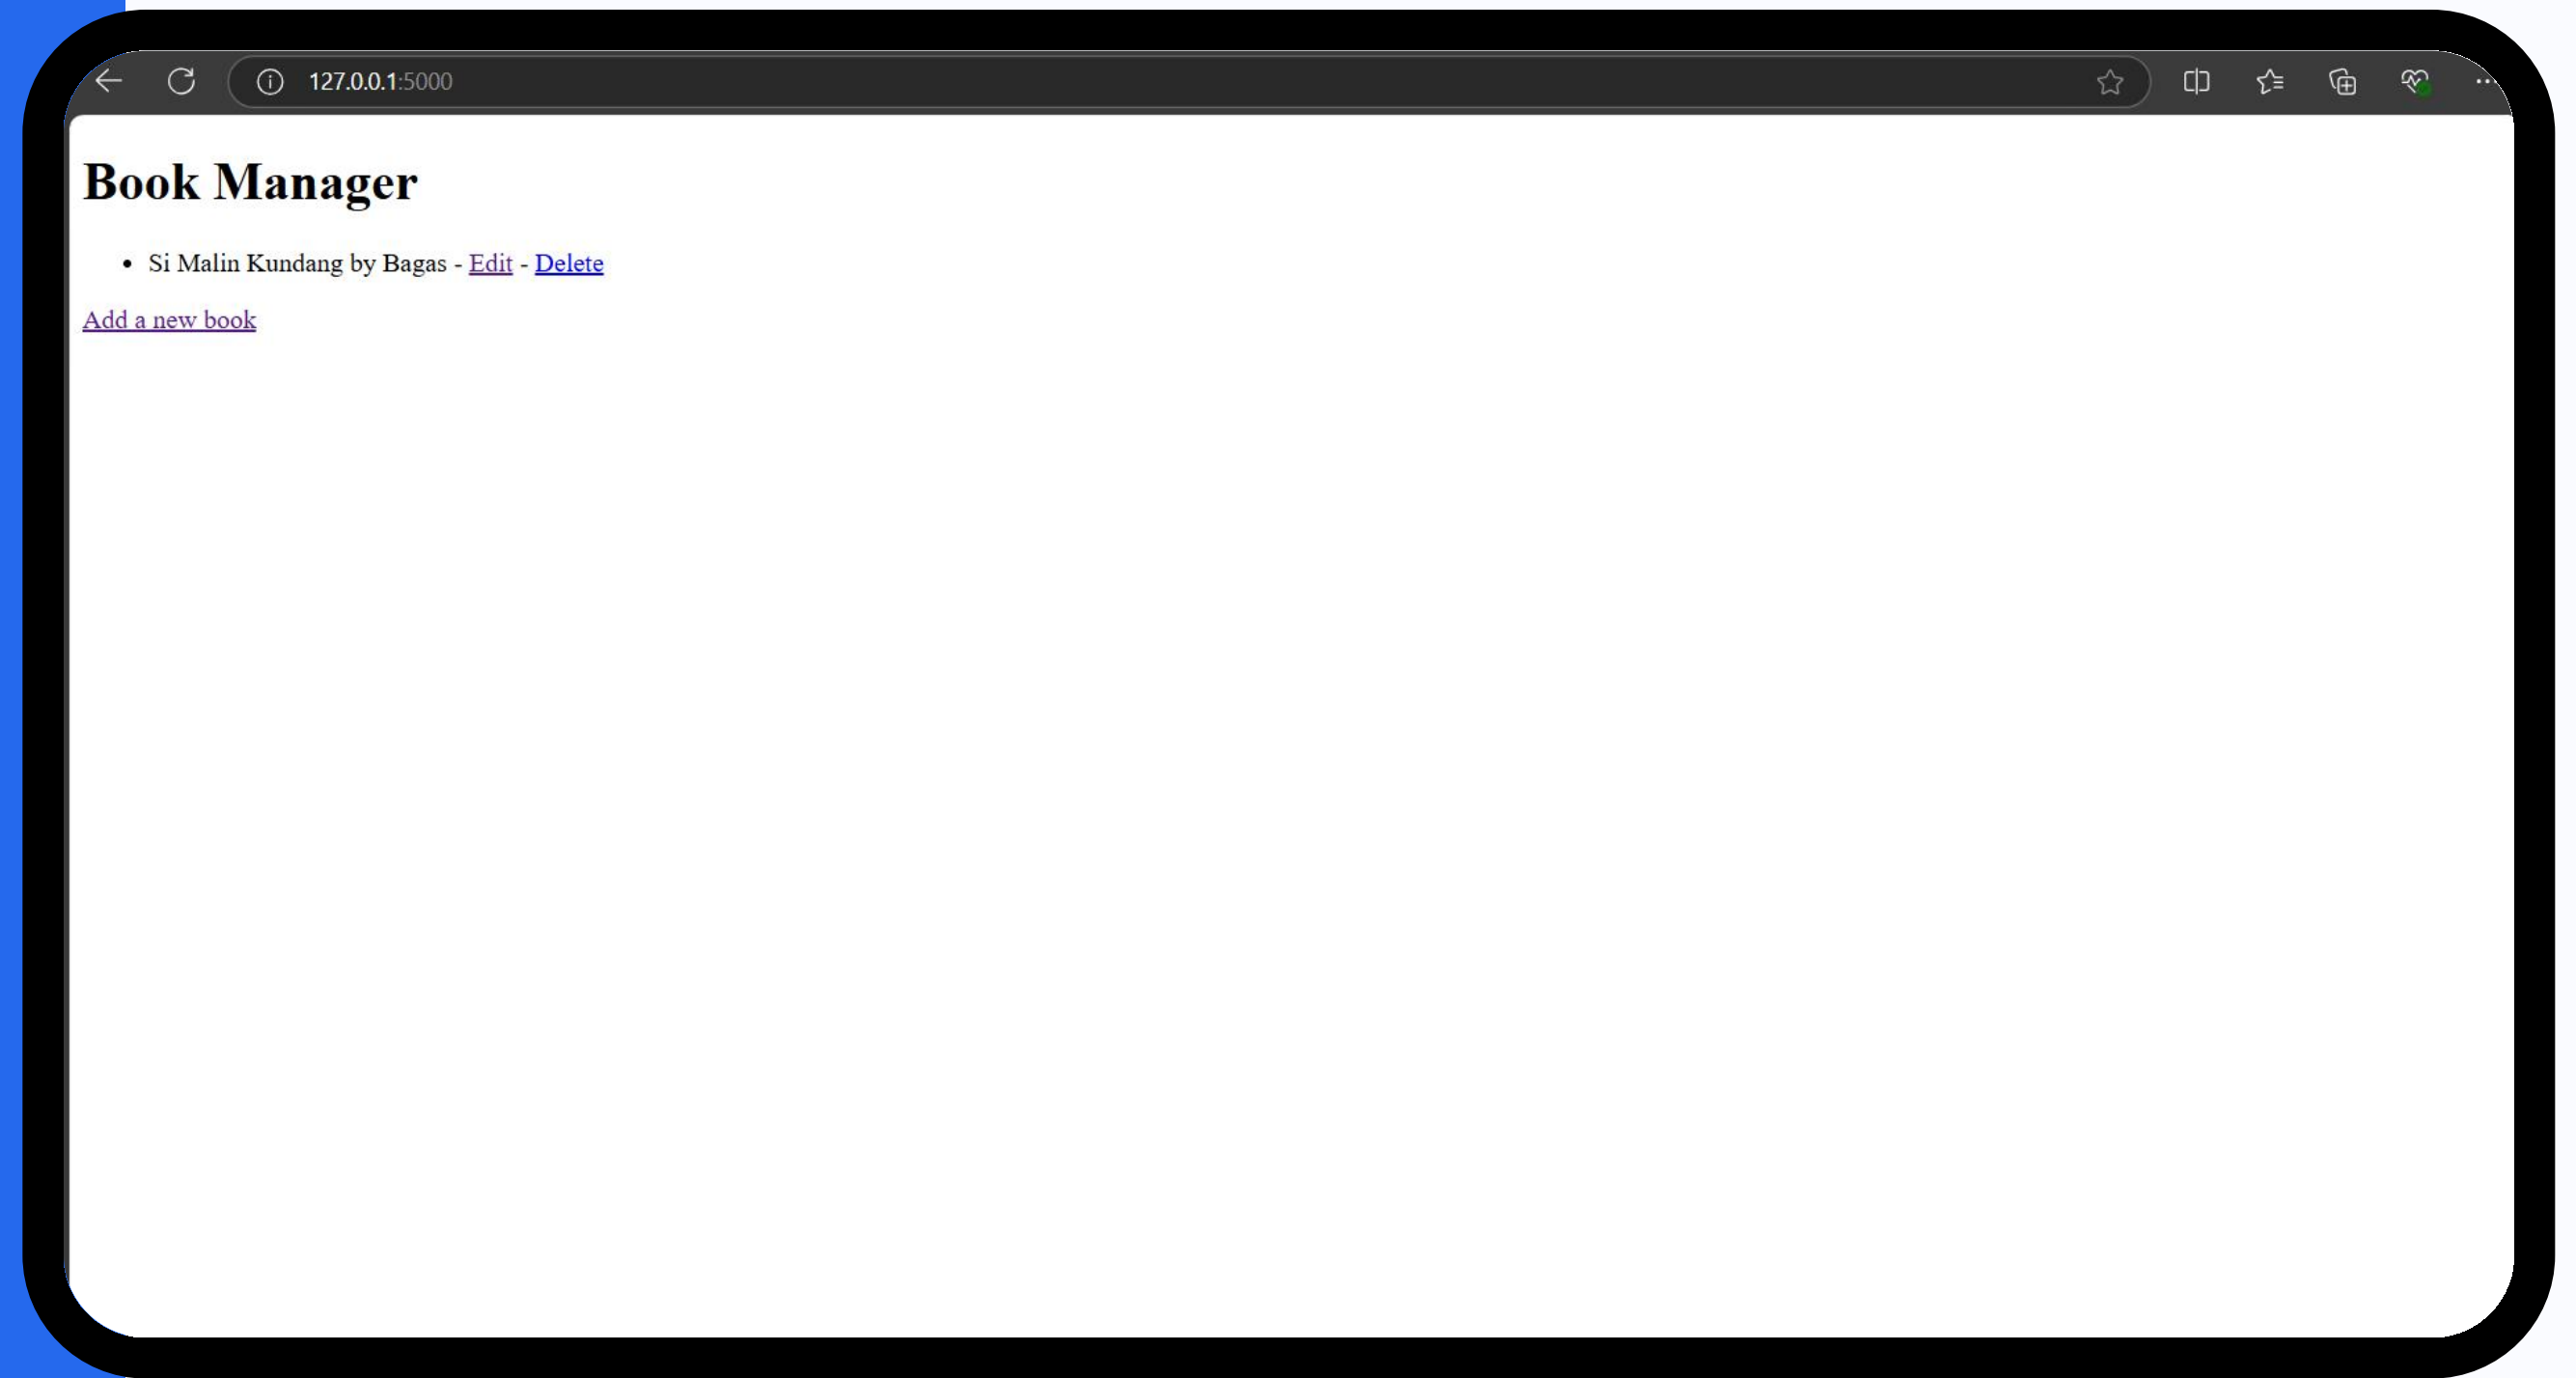 127.0.0.1:5000
Book Manager
• Si Malin Kundang by Bagas - Edit - Delete
Add a new book